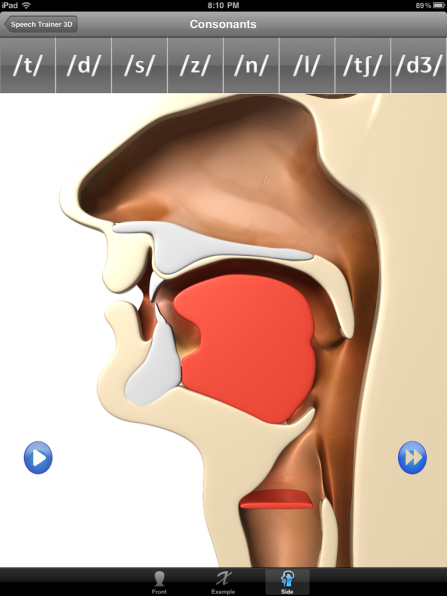 iPad 8:10 PM 89%
Speech Trainer 3D Consonants
/t/ /d/ /s/ /z/ /n/ /l/ /tʃ/ /dʒ/
Front Example Side